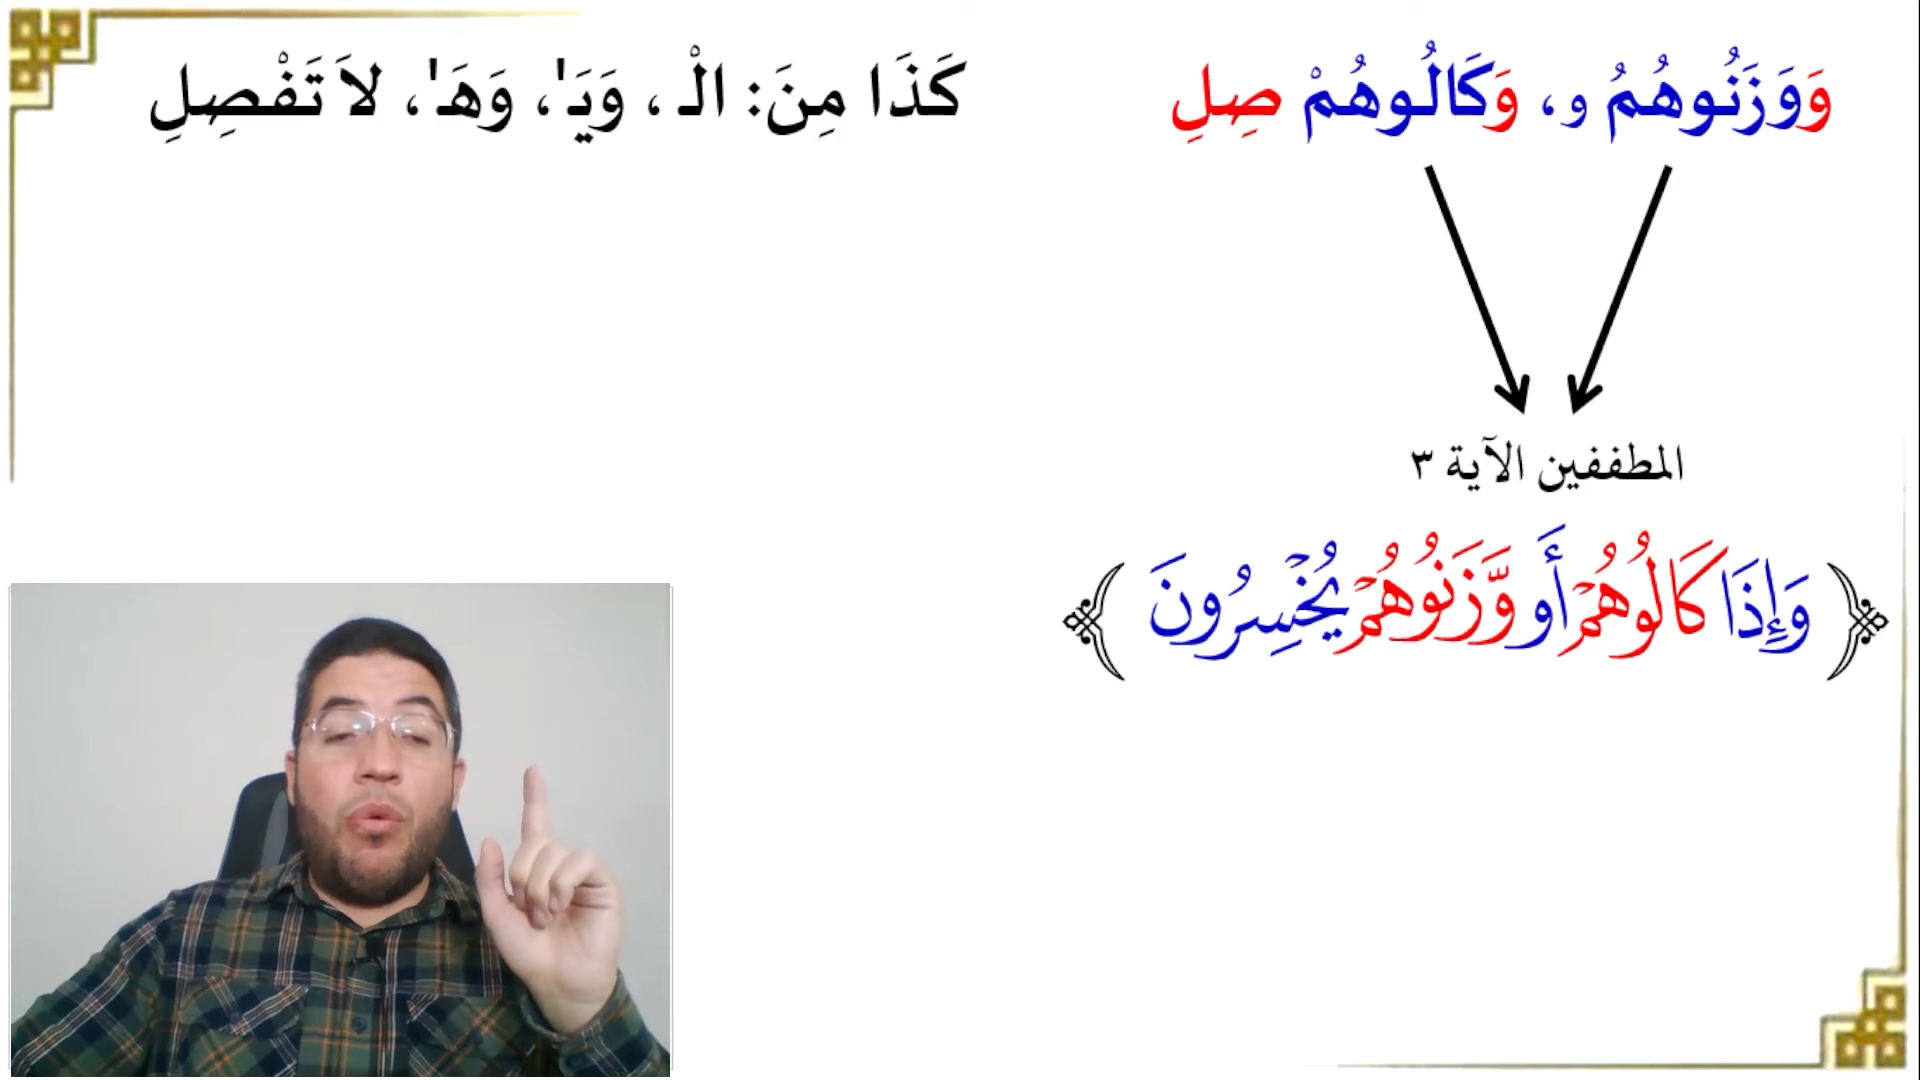 وَوَزَنُوهُمُ و، وَكَالُوهُمْ صِلِ كَذَا مِنَ: الْـ ، وَيَـٰ، وَهَـٰ، لاَ تَفْصِلِ
المطففين الآية ٣
﴿ وَإِذَا كَالُوهُمْ أَو وَّزَنُوهُمْ يُخْسِرُونَ ﴾